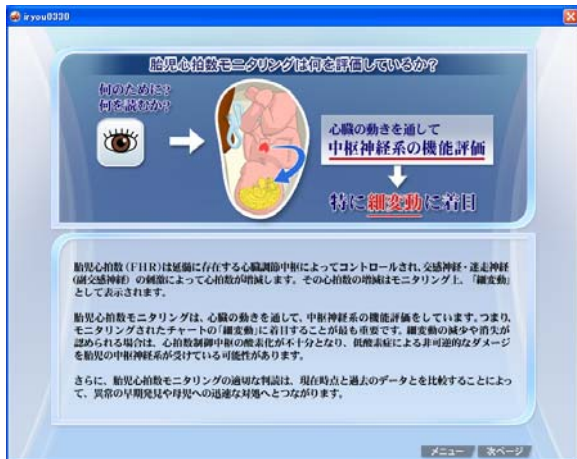 iryou0330
胎児心拍数モニタリングは何を評価しているか?
何のために?
何を読むか?
心臓の動きを通して
中枢神経系の機能評価
特に細変動に着目
胎児心拍数(FHR)は延髄に存在する心臓調節中枢によってコントロールされ、交感神経・迷走神経
(副交感神経)の刺激によって心拍数が増減します。その心拍数の増減はモニタリング上、「細変動」
として表示されます。
胎児心拍数モニタリングは、心臓の動きを通して、中枢神経系の機能評価をしています。つまり、
モニタリングされたチャートの「細変動」に着目することが最も重要です。細変動の減少や消失が
認められる場合は、心拍数制御中枢の酸素化が不十分となり、低酸素症による非可逆的なダメージ
を胎児の中枢神経系が受けている可能性があります。
さらに、胎児心拍数モニタリングの適切な判読は、現在時点と過去のデータとを比較することによっ
て、異常の早期発見や母児への迅速な対処へとつながります。
メニュー
次ページ